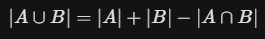 |A ∪ B| = |A| + |B| − |A ∩ B|